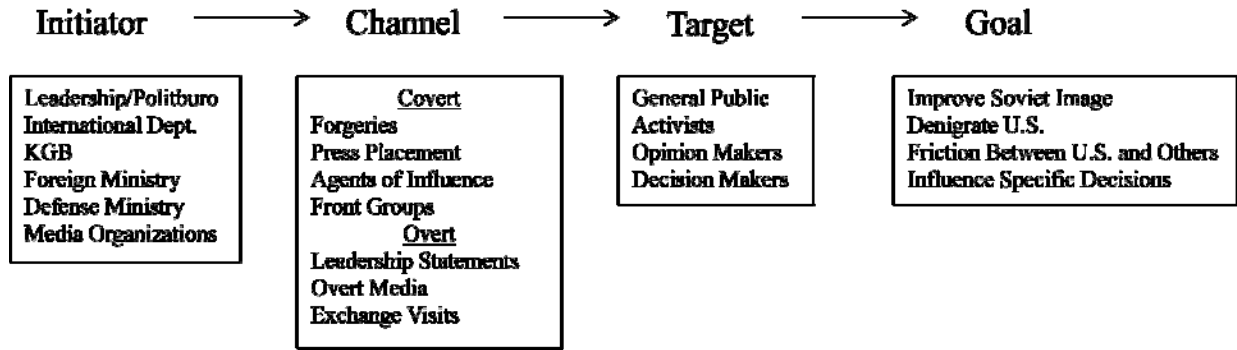 Initiator
Channel
Target
Goal
Leadership/Politburo
International Dept.
KGB
Foreign Ministry
Defense Ministry
Media Organizations
Covert
Forgeries
Press Placement
Agents of Influence
Front Groups
Overt
Leadership Statements
Overt Media
Exchange Visits
General Public
Activists
Opinion Makers
Decision Makers
Improve Soviet Image
Denigrate U.S.
Friction Between U.S. and Others
Influence Specific Decisions